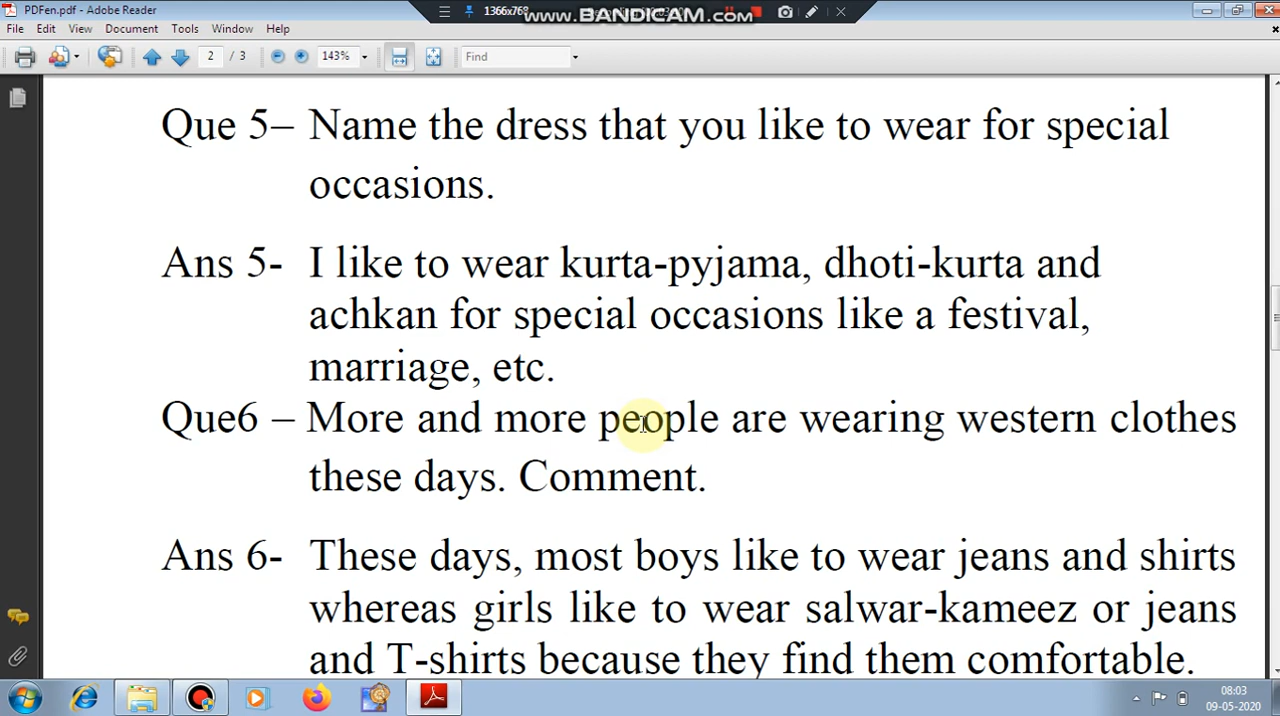 PDFen.pdf - Adobe Reader
1366x768
www.BANDICAM.com
File Edit View Document Tools Window Help
2 / 3 143% Find
Que 5– Name the dress that you like to wear for special
occasions.
Ans 5- I like to wear kurta-pyjama, dhoti-kurta and
achkan for special occasions like a festival,
marriage, etc.
Que6 – More and more people are wearing western clothes
these days. Comment.
Ans 6- These days, most boys like to wear jeans and shirts
whereas girls like to wear salwar-kameez or jeans
and T-shirts because they find them comfortable.
08:03
09-05-2020